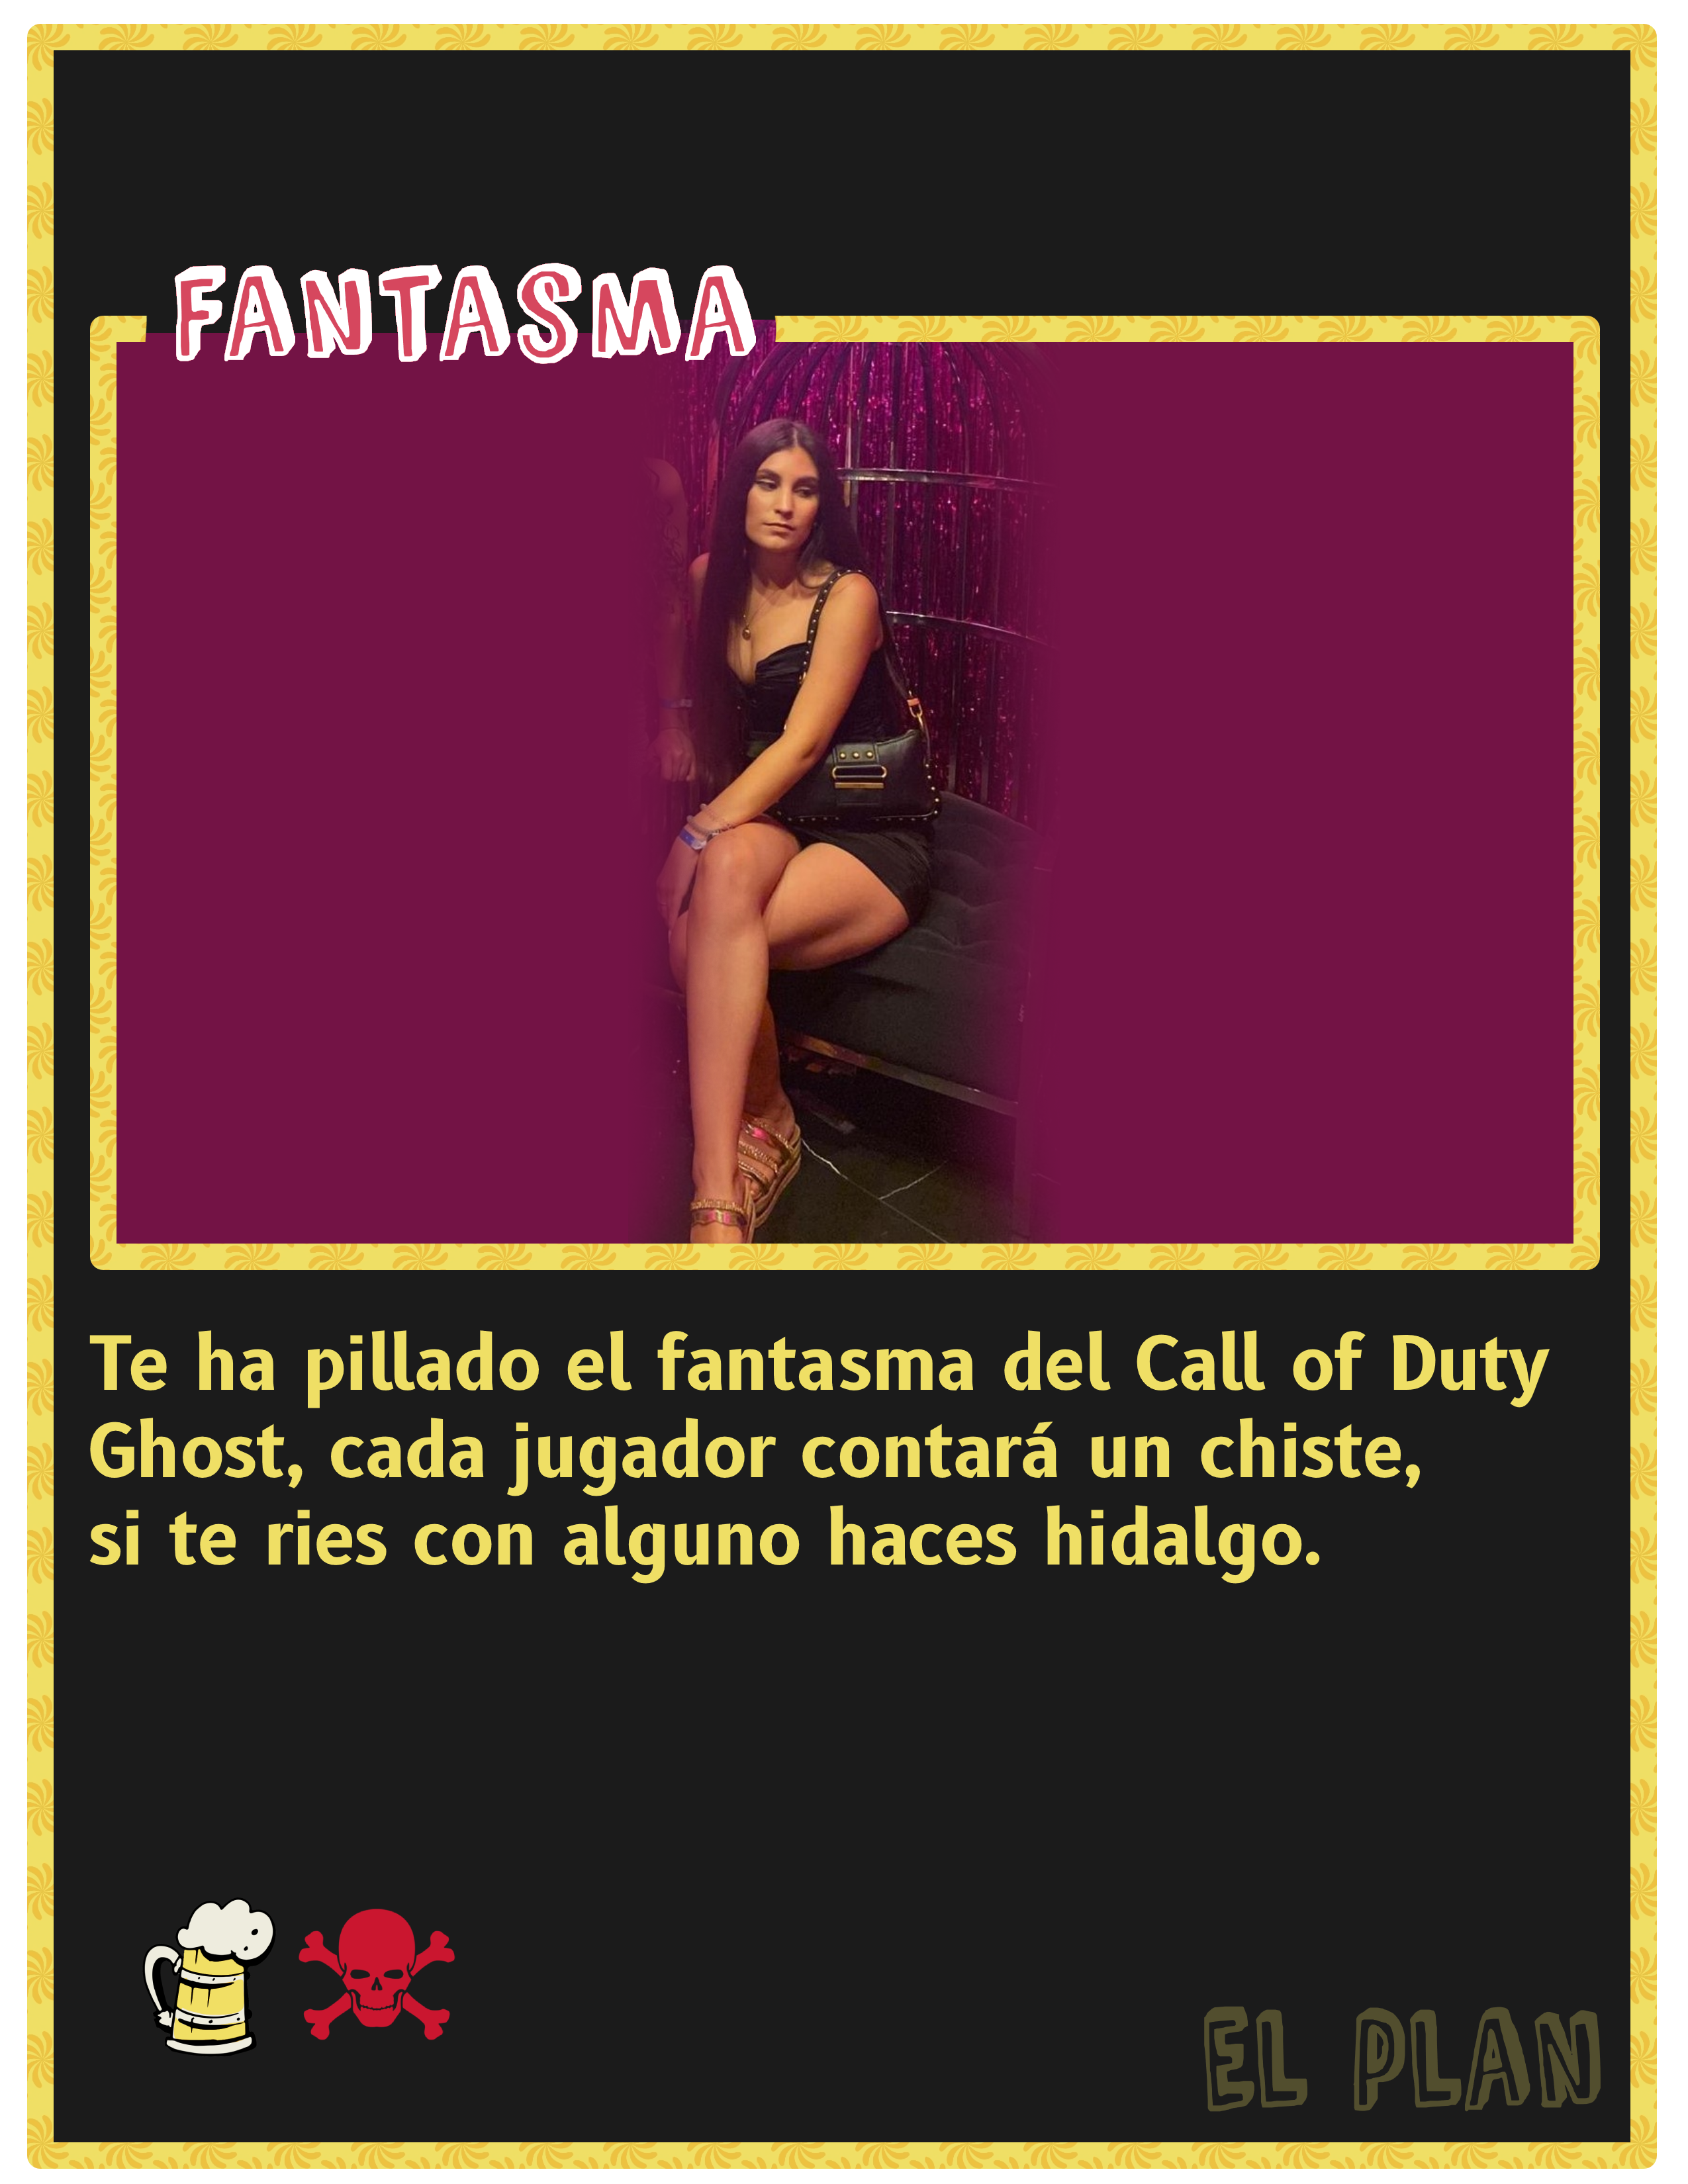 FANTASMA
Te ha pillado el fantasma del Call of Duty
Ghost, cada jugador contará un chiste,
si te ries con alguno haces hidalgo.
EL PLAN